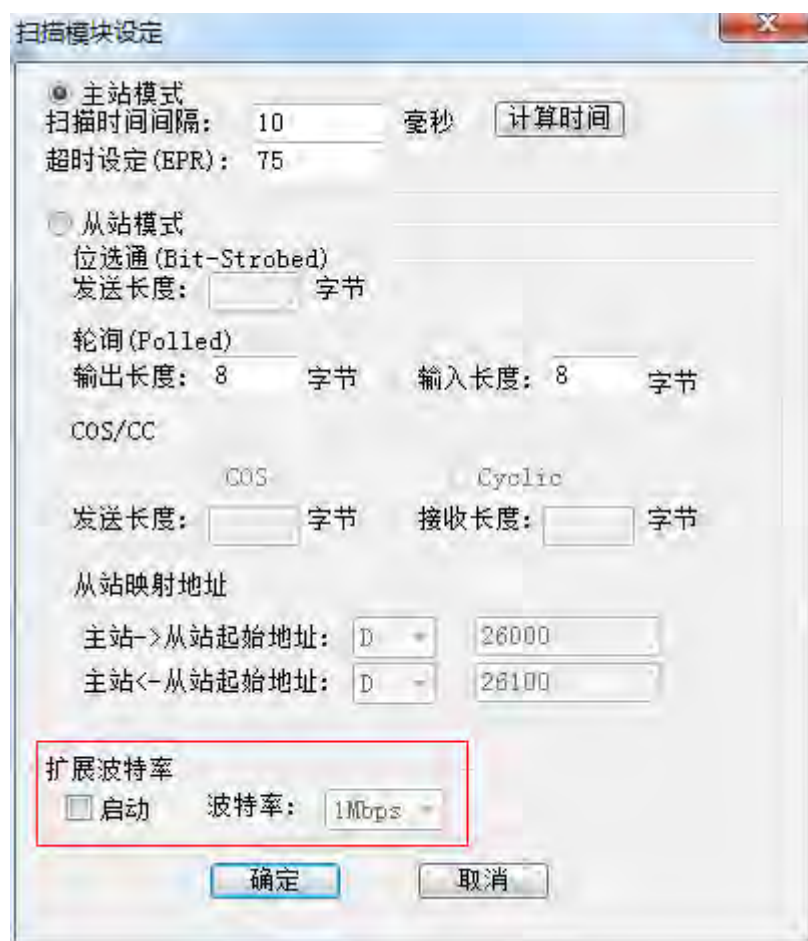 扫描模块设定
主站模式
扫描时间间隔： 10 毫秒 计算时间
超时设定(EPR)： 75
从站模式
位选通(Bit-Strobed)
发送长度： 字节
轮询(Polled)
输出长度： 8 字节 输入长度： 8 字节
COS/CC
COS Cyclic
发送长度： 字节 接收长度： 字节
从站映射地址
主站->从站起始地址： D 26000
主站<-从站起始地址： D 26100
扩展波特率
启动 波特率： 1Mbps
确定 取消